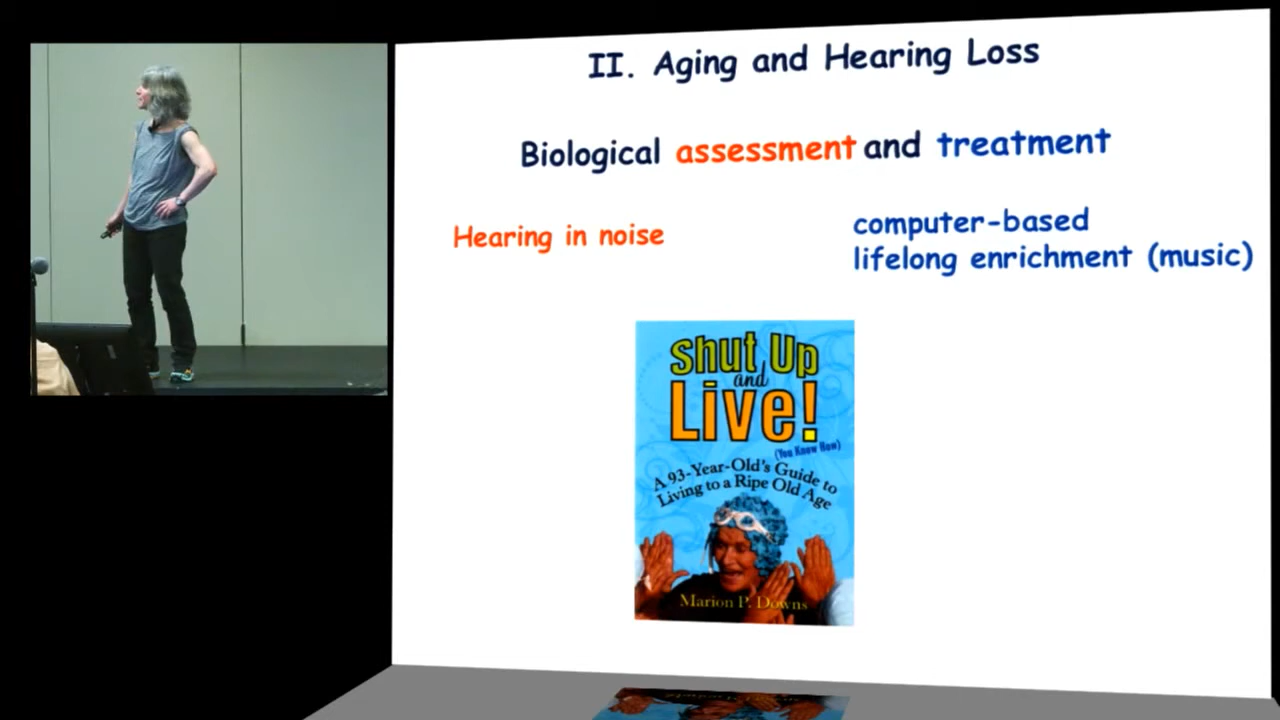 II. Aging and Hearing Loss
Biological assessment and treatment
Hearing in noise
computer-based
lifelong enrichment (music)
Shut Up
and
Live!
(You Know How)
A 93-Year-Old's Guide to
Living to a Ripe Old Age
Marion P. Downs